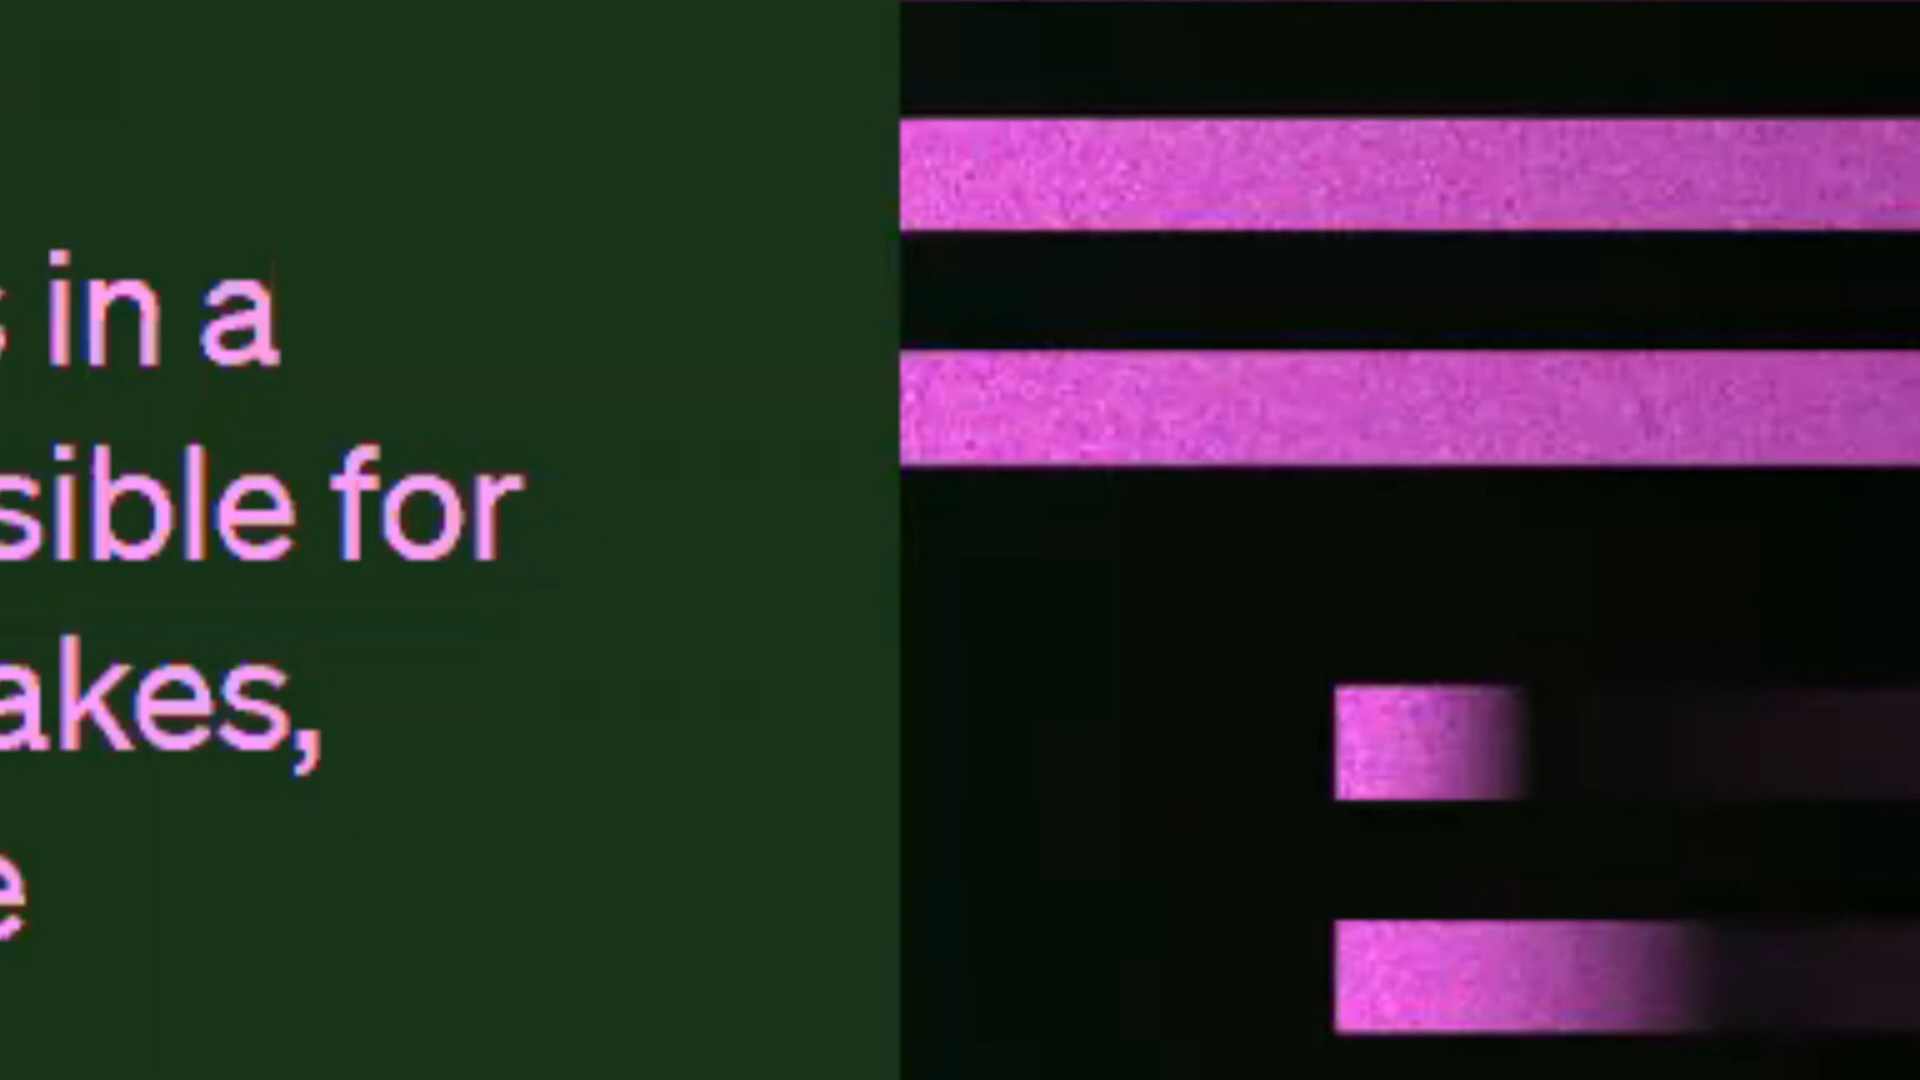 s in a
sible for
akes,
e